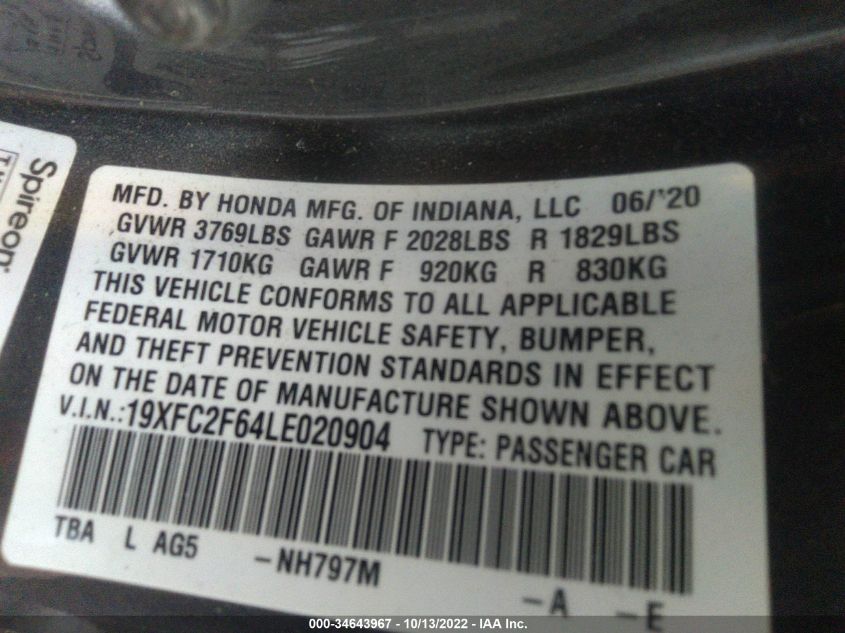 Spireon
MFD. BY HONDA MFG. OF INDIANA, LLC 06/'20
GVWR 3769LBS GAWR F 2028LBS R 1829LBS
GVWR 1710KG GAWR F 920KG R 830KG
THIS VEHICLE CONFORMS TO ALL APPLICABLE
FEDERAL MOTOR VEHICLE SAFETY, BUMPER,
AND THEFT PREVENTION STANDARDS IN EFFECT
ON THE DATE OF MANUFACTURE SHOWN ABOVE.
V.I.N.:19XFC2F64LE020904 TYPE: PASSENGER CAR
TBA L AG5 -NH797M -A -E
000-34643967 - 10/13/2022 - IAA Inc.